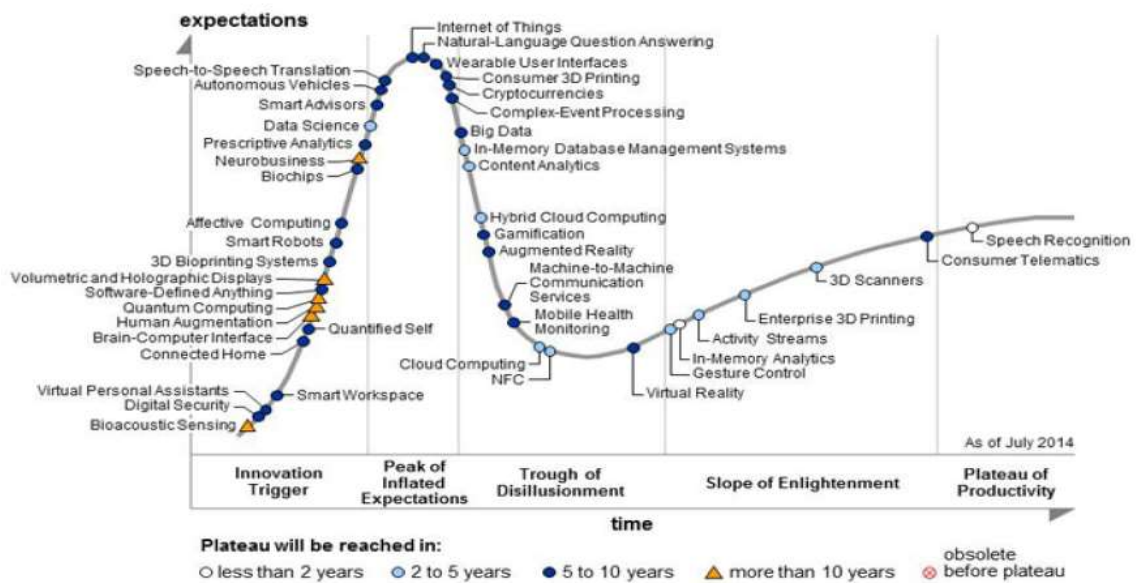 expectations
Internet of Things
Natural-Language Question Answering
Wearable User Interfaces
Speech-to-Speech Translation
Consumer 3D Printing
Autonomous Vehicles
Cryptocurrencies
Smart Advisors
Complex-Event Processing
Data Science
Big Data
Prescriptive Analytics
In-Memory Database Management Systems
Neurobusiness
Content Analytics
Biochips
Hybrid Cloud Computing
Affective Computing
Gamification
Smart Robots
Augmented Reality
3D Bioprinting Systems
Machine-to-Machine
Communication
Services
Volumetric and Holographic Displays
Software-Defined Anything
Quantum Computing
Mobile Health
Monitoring
Human Augmentation
Brain-Computer Interface
Quantified Self
Connected Home
Cloud Computing
NFC
Virtual Reality
Speech Recognition
Consumer Telematics
3D Scanners
Enterprise 3D Printing
Activity Streams
In-Memory Analytics
Gesture Control
Virtual Personal Assistants
Smart Workspace
Digital Security
Bioacoustic Sensing
As of July 2014
Innovation
Trigger
Peak of
Inflated
Expectations
Trough of
Disillusionment
Slope of Enlightenment
Plateau of
Productivity
time
Plateau will be reached in:
less than 2 years
2 to 5 years
5 to 10 years
more than 10 years
obsolete
before plateau